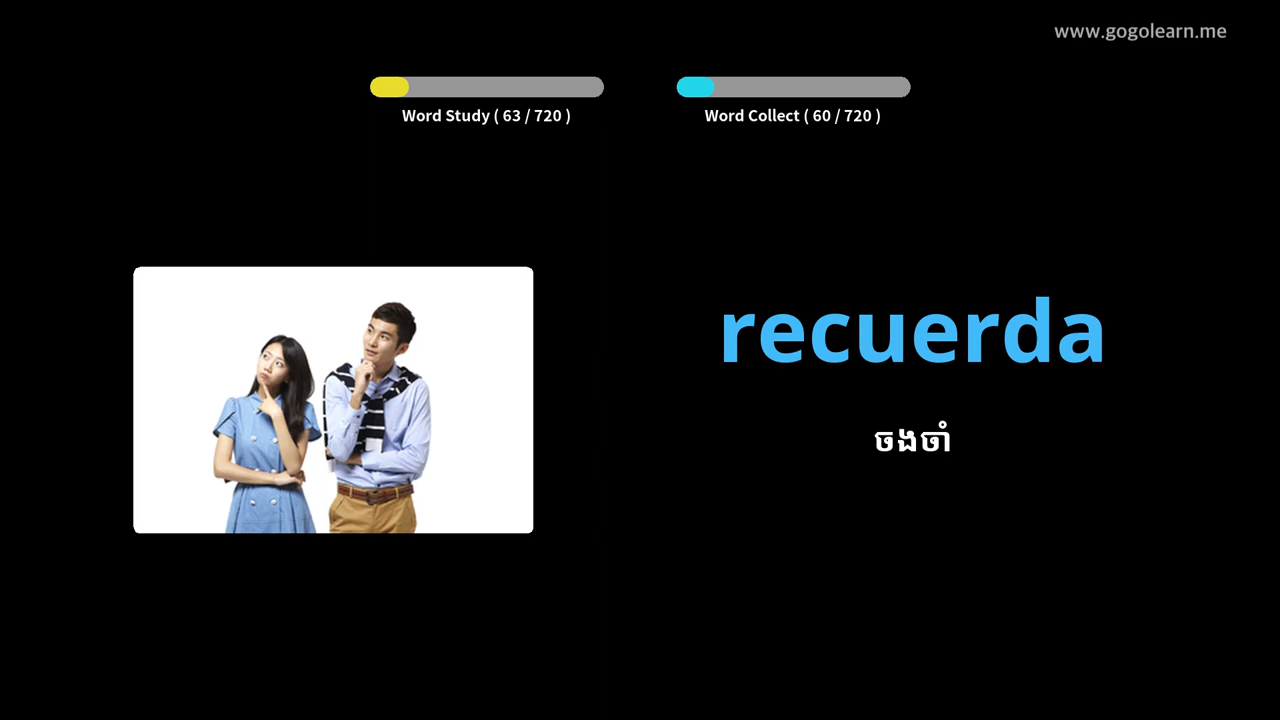 www.gogolearn.me
Word Study ( 63 / 720 )
Word Collect ( 60 / 720 )
recuerda
ចងចាំ